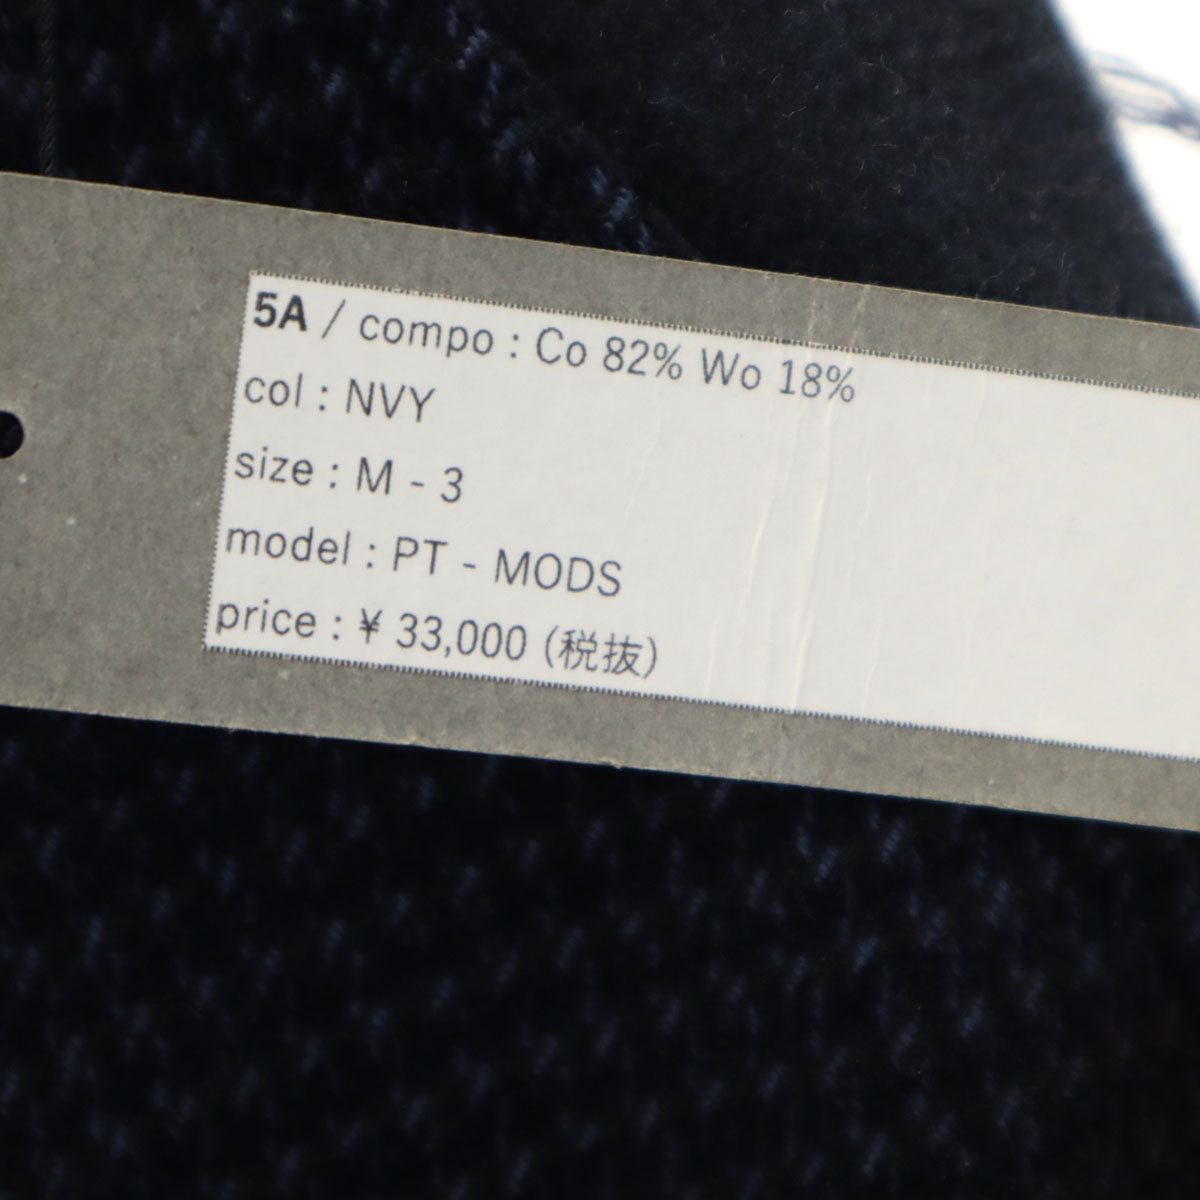 5A / compo : Co 82% Wo 18%
col : NVY
size : M - 3
model : PT - MODS
price : ¥ 33,000 (税抜)